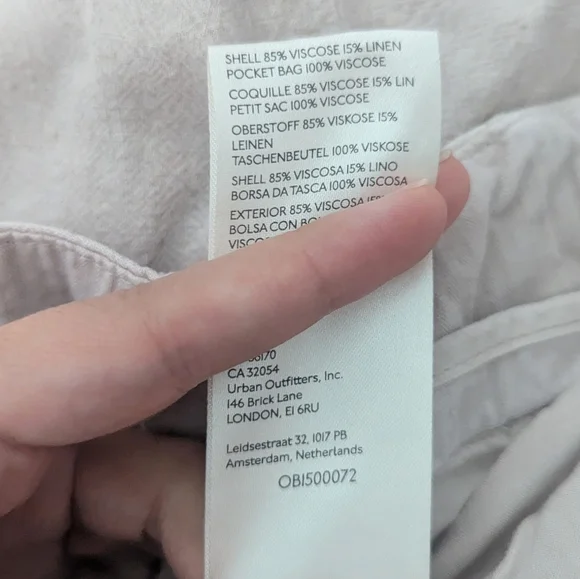 SHELL 85% VISCOSE 15% LINEN
POCKET BAG 100% VISCOSE
COQUILLE 85% VISCOSE 15% LIN
PETIT SAC 100% VISCOSE
OBERSTOFF 85% VISKOSE 15%
LEINEN
TASCHENBEUTEL 100% VISKOSE
SHELL 85% VISCOSA 15% LINO
BORSA DA TASCA 100% VISCOSA
EXTERIOR 85% VISCOSA
BOLSA CON
CA 32054
Urban Outfitters, Inc.
146 Brick Lane
LONDON, E1 6RU
Leidsestraat 32, 1017 PB
Amsterdam, Netherlands
OB1500072